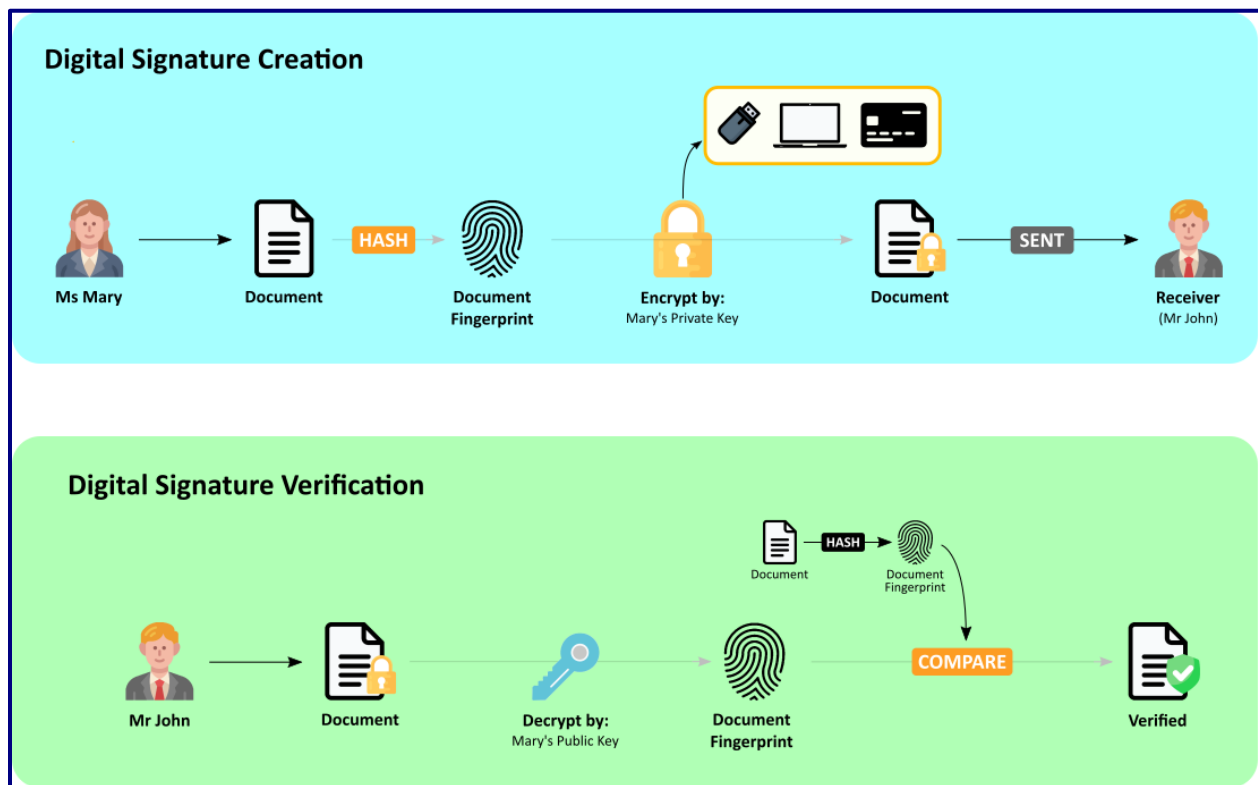 Digital Signature Creation
Ms Mary
Document
HASH
Document
Fingerprint
Encrypt by:
Mary's Private Key
Document
SENT
Receiver
(Mr John)
Digital Signature Verification
Document
HASH
Document
Fingerprint
Mr John
Document
Decrypt by:
Mary's Public Key
Document
Fingerprint
COMPARE
Verified